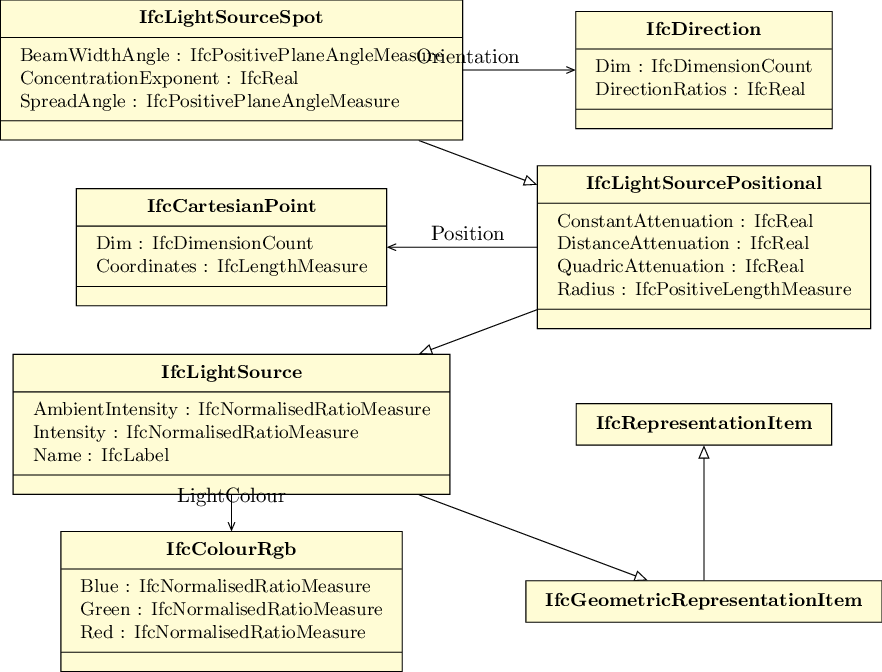 IfcLightSourceSpot
BeamWidthAngle : IfcPositivePlaneAngleMeasure
ConcentrationExponent : IfcReal
SpreadAngle : IfcPositivePlaneAngleMeasure
Orientation
IfcDirection
Dim : IfcDimensionCount
DirectionRatios : IfcReal
IfcCartesianPoint
Dim : IfcDimensionCount
Coordinates : IfcLengthMeasure
Position
IfcLightSourcePositional
ConstantAttenuation : IfcReal
DistanceAttenuation : IfcReal
QuadricAttenuation : IfcReal
Radius : IfcPositiveLengthMeasure
IfcLightSource
AmbientIntensity : IfcNormalisedRatioMeasure
Intensity : IfcNormalisedRatioMeasure
Name : IfcLabel
IfcRepresentationItem
LightColour
IfcColourRgb
Blue : IfcNormalisedRatioMeasure
Green : IfcNormalisedRatioMeasure
Red : IfcNormalisedRatioMeasure
IfcGeometricRepresentationItem